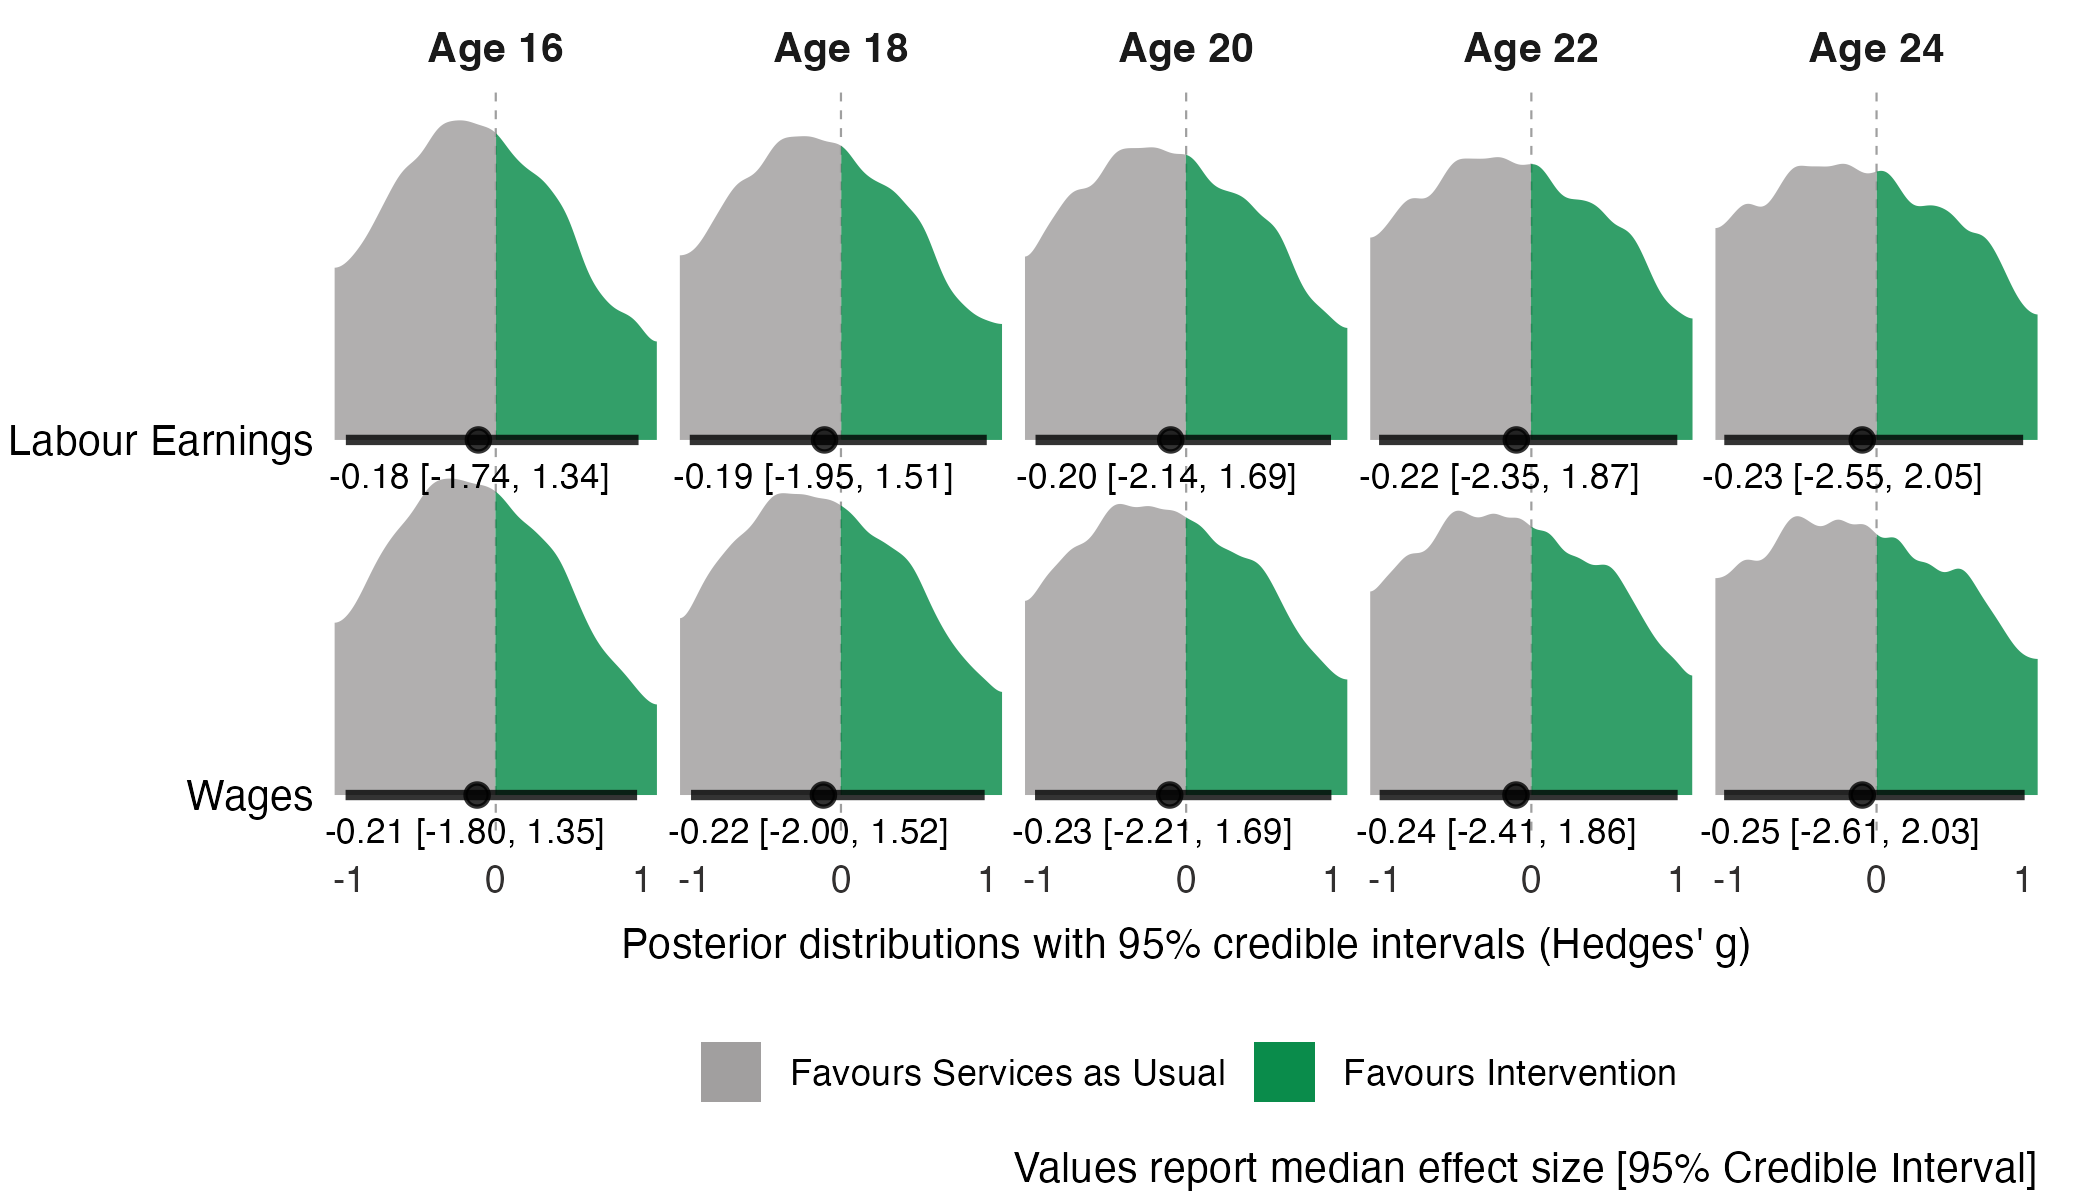 Age 16 Age 18 Age 20 Age 22 Age 24
Labour Earnings
-0.18 [-1.74, 1.34] -0.19 [-1.95, 1.51] -0.20 [-2.14, 1.69] -0.22 [-2.35, 1.87] -0.23 [-2.55, 2.05]
Wages
-0.21 [-1.80, 1.35] -0.22 [-2.00, 1.52] -0.23 [-2.21, 1.69] -0.24 [-2.41, 1.86] -0.25 [-2.61, 2.03]
-1 0 1 -1 0 1 -1 0 1 -1 0 1 -1 0 1
Posterior distributions with 95% credible intervals (Hedges' g)
Favours Services as Usual Favours Intervention
Values report median effect size [95% Credible Interval]